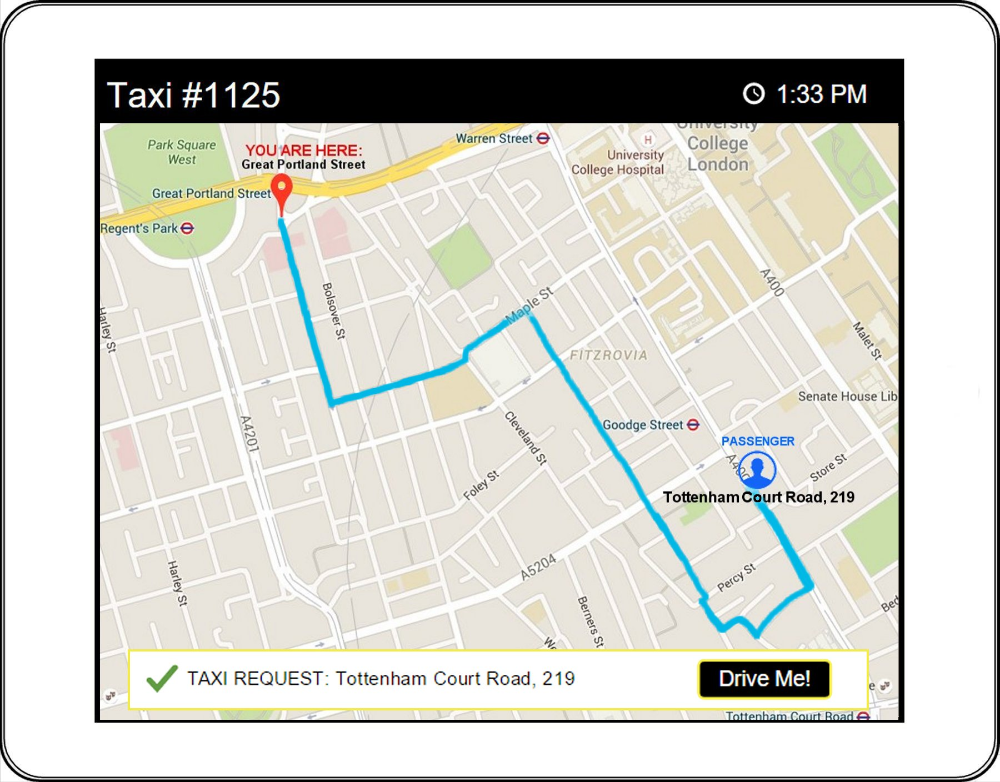 Taxi #1125
1:33 PM
University
College
London
Park Square
West
Warren Street
H
University
College Hospital
YOU ARE HERE:
Great Portland Street
Great Portland Street
Regent's Park
A400
Bolsover St
Maple St
Harley St
Malet St
FITZROVIA
Senate House Lib
Goodge Street
A4201
Cleveland St
PASSENGER
A400
Store St
Foley St
Tottenham Court Road, 219
Harley St
A5204
Percy St
Berners St
Bed
We
TAXI REQUEST: Tottenham Court Road, 219
Drive Me!
e
Tottenham Court Road